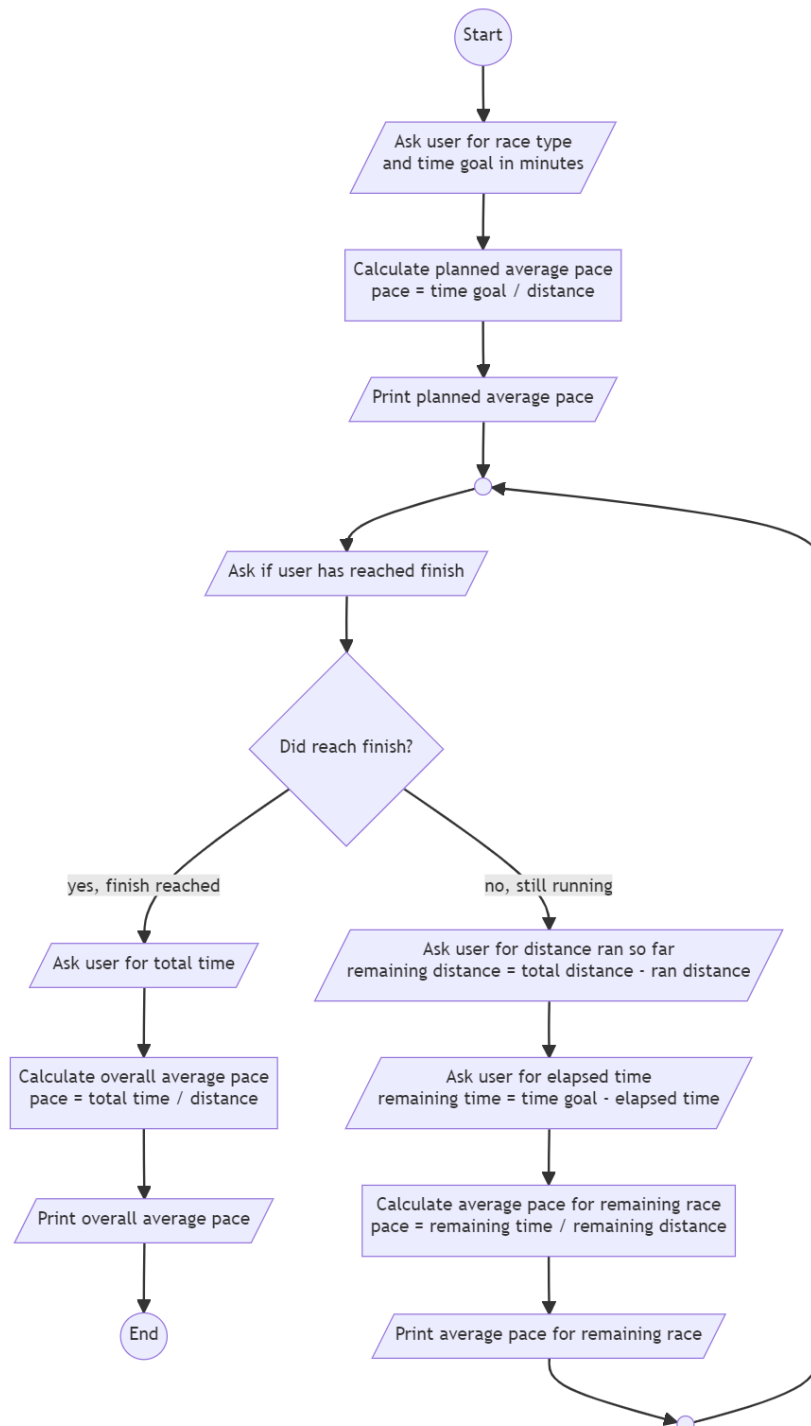 Start
Ask user for race type
and time goal in minutes
Calculate planned average pace
pace = time goal / distance
Print planned average pace
Ask if user has reached finish
Did reach finish?
yes, finish reached
no, still running
Ask user for total time
Ask user for distance ran so far
remaining distance = total distance - ran distance
Calculate overall average pace
pace = total time / distance
Ask user for elapsed time
remaining time = time goal - elapsed time
Print overall average pace
Calculate average pace for remaining race
pace = remaining time / remaining distance
End
Print average pace for remaining race